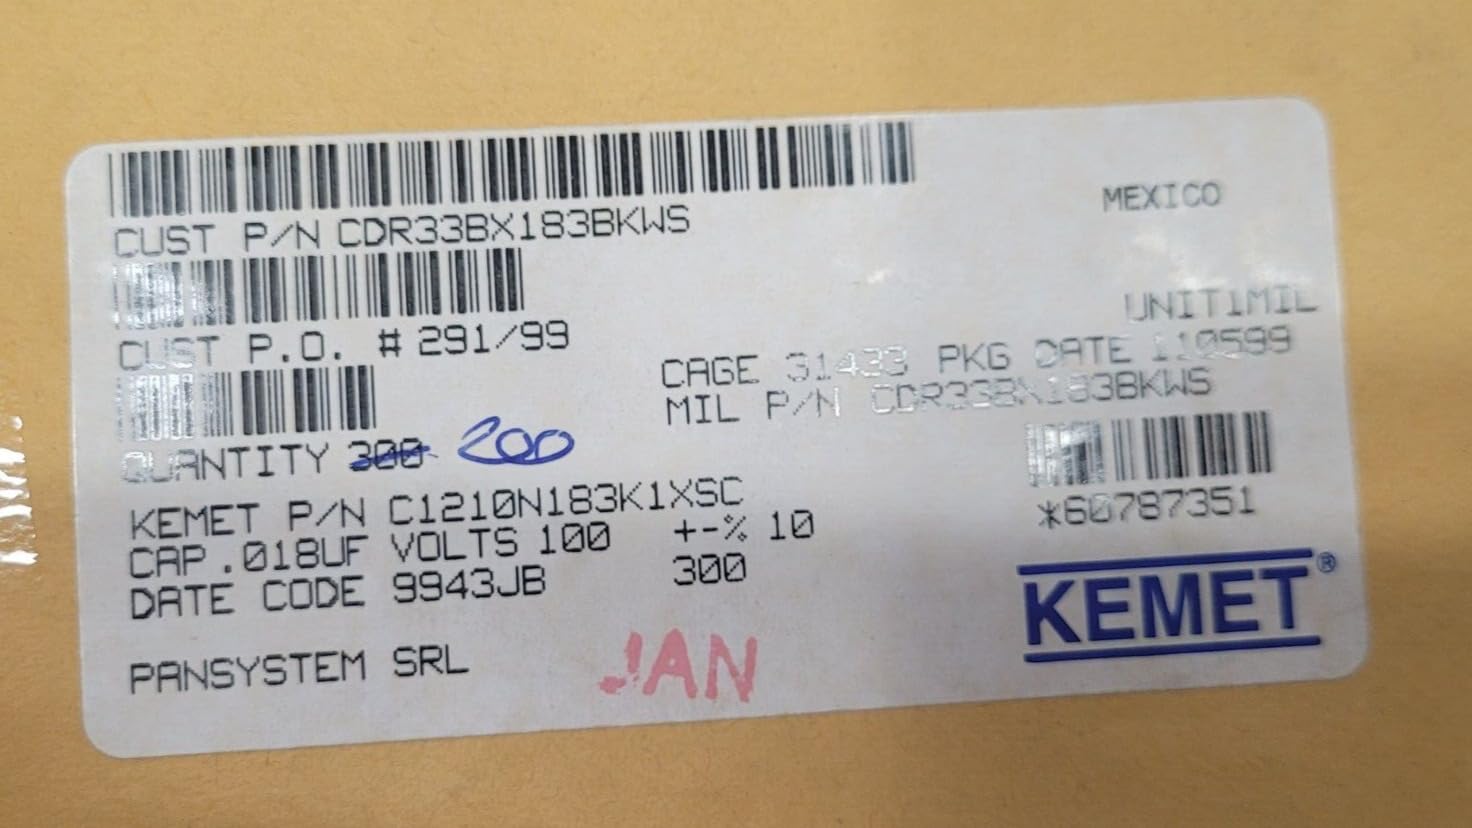 CUST P/N CDR33BX183BKWS
MEXICO
CUST P.O. # 291/99
UNIT1MIL
CAGE 31433 PKG DATE 110599
MIL P/N CDR33BX183BKWS
QUANTITY 300 200
*60787351
KEMET P/N C1210N183K1XSC
CAP .018UF VOLTS 100 +-% 10
DATE CODE 9943JB 300
KEMET®
PANSYSTEM SRL
JAN